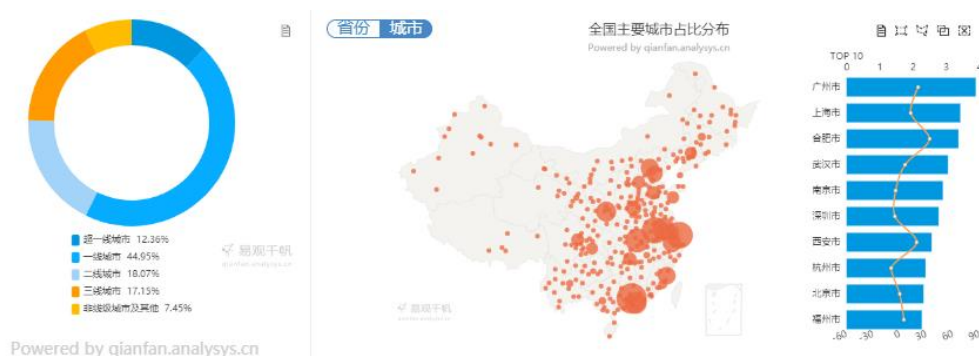 超一线城市 12.36%
一线城市 44.95%
二线城市 18.07%
三线城市 17.15%
非线级城市及其他 7.45%
易观千帆
qianfan.analysys.cn
Powered by qianfan.analysys.cn
省份 城市
全国主要城市占比分布
Powered by qianfan.analysys.cn
易观千帆
TOP 10
0 1 2 3 4
广州市
上海市
合肥市
武汉市
南京市
深圳市
西安市
杭州市
北京市
福州市
-60 -30 0 30 60 90